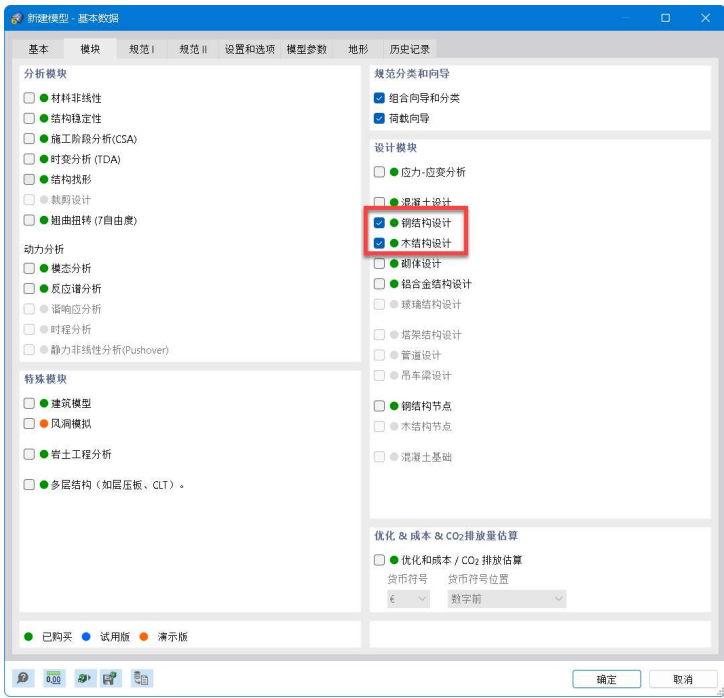 新建模型 - 基本数据
基本 模块 规范 I 规范 II 设置和选项 模型参数 地形 历史记录
分析模块
材料非线性
结构稳定性
施工阶段分析(CSA)
时变分析 (TDA)
结构找形
裁剪设计
翘曲扭转 (7自由度)
动力分析
模态分析
反应谱分析
谐响应分析
时程分析
静力非线性分析(Pushover)
特殊模块
建筑模型
风洞模拟
岩土工程分析
多层结构（如层压板、CLT）。
规范分类和向导
组合向导和分类
荷载向导
设计模块
应力-应变分析
混凝土设计
钢结构设计
木结构设计
砌体设计
铝合金结构设计
玻璃结构设计
塔架结构设计
管道设计
吊车梁设计
钢结构节点
木结构节点
混凝土基础
优化 & 成本 & CO₂排放量估算
优化和成本 / CO₂ 排放估算
货币符号 货币符号位置
€ 数字前
已购买 试用版 演示版
0,00
确定 取消